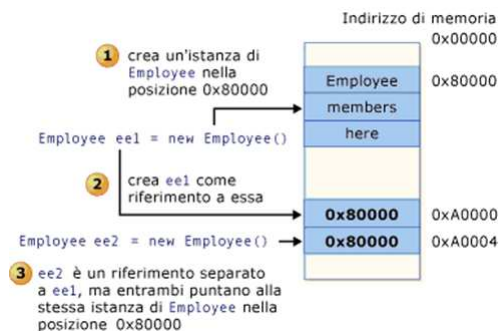 Indirizzo di memoria
0x00000
1 crea un'istanza di
Employee nella
posizione 0x80000
Employee
0x80000
members
here
Employee ee1 = new Employee()
2 crea ee1 come
riferimento a essa
0x80000
0xA0000
Employee ee2 = new Employee()
0x80000
0xA0004
3 ee2 è un riferimento separato
a ee1, ma entrambi puntano alla
stessa istanza di Employee nella
posizione 0x80000